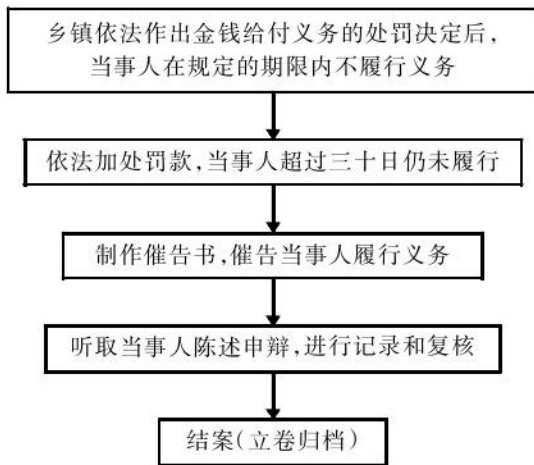 乡镇依法作出金钱给付义务的处罚决定后，
当事人在规定的期限内不履行义务
依法加处罚款，当事人超过三十日仍未履行
制作催告书，催告当事人履行义务
听取当事人陈述申辩，进行记录和复核
结案（立卷归档）